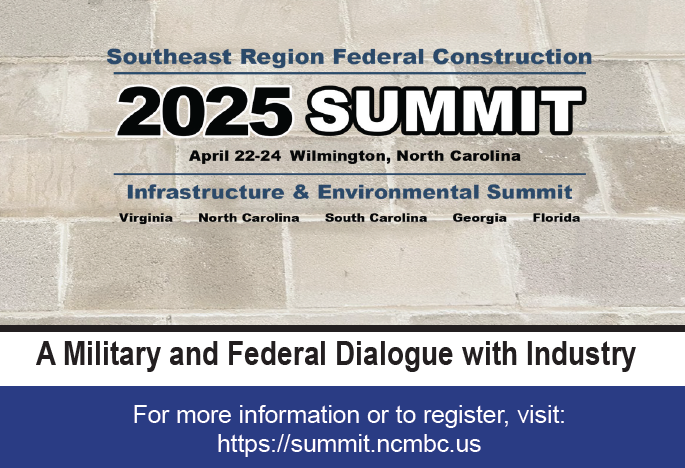 Southeast Region Federal Construction
2025 SUMMIT
April 22-24 Wilmington, North Carolina
Infrastructure & Environmental Summit
Virginia North Carolina South Carolina Georgia Florida
A Military and Federal Dialogue with Industry
For more information or to register, visit:
https://summit.ncmbc.us